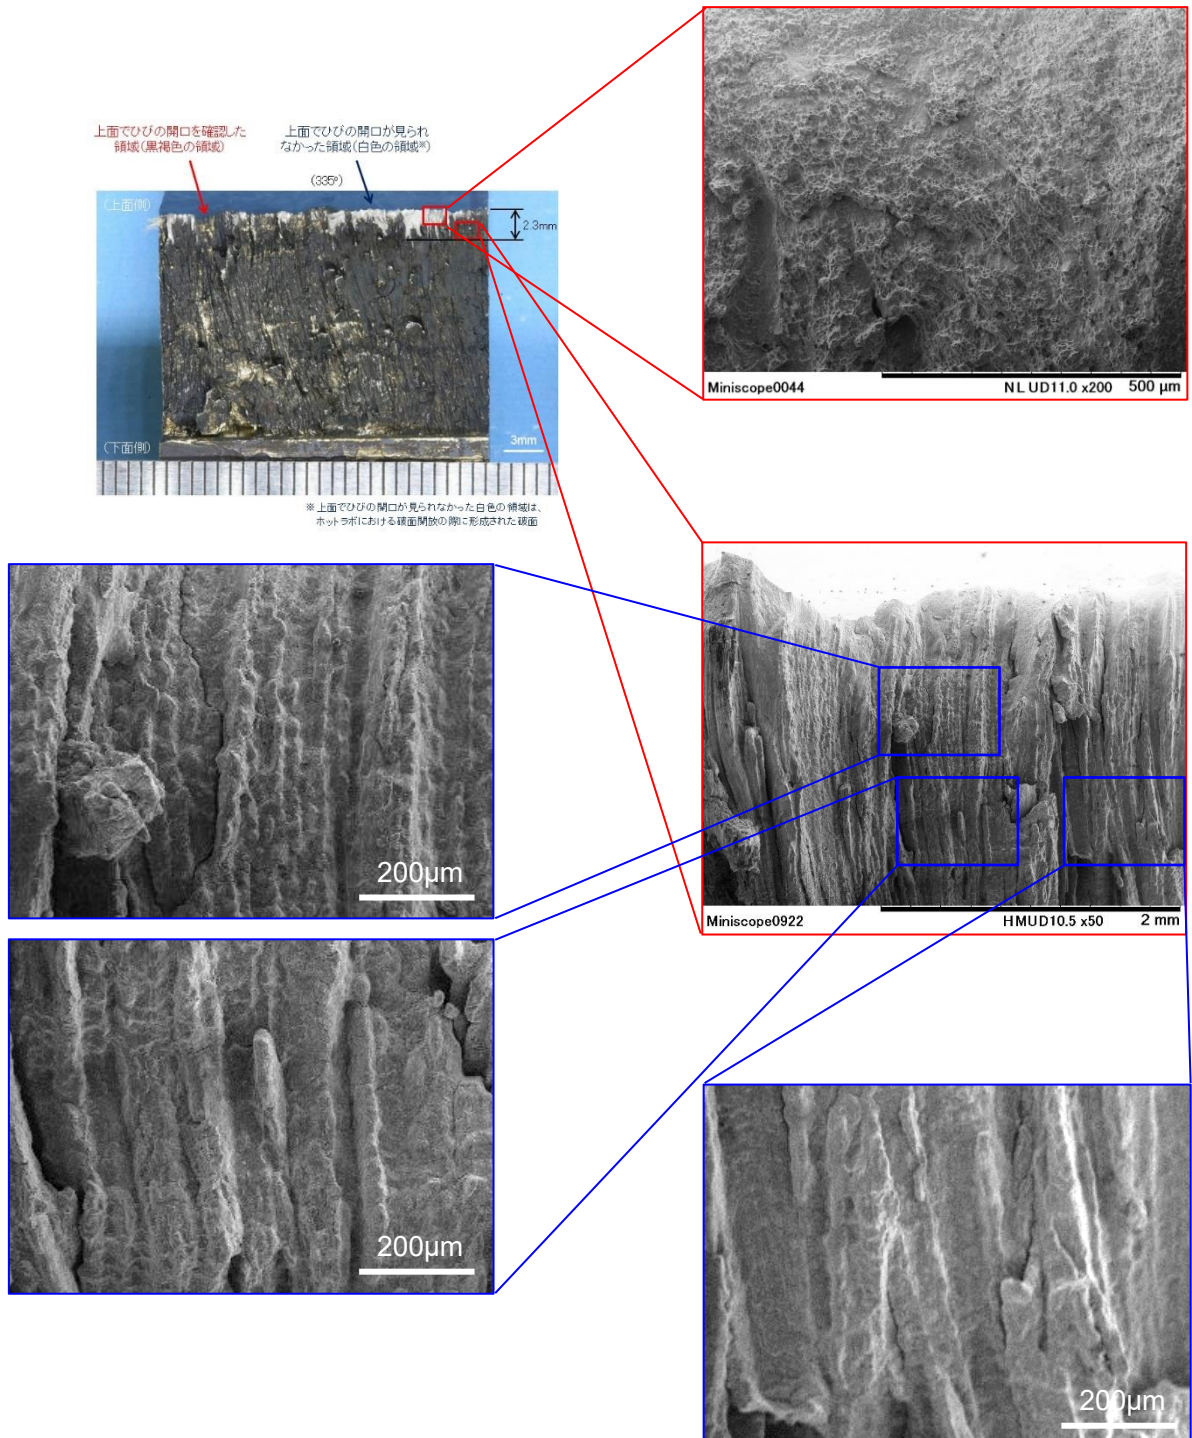 上面でひびの開口を確認した
領域(黒褐色の領域)
上面でひびの開口が見られ
なかった領域(白色の領域※)
(335°)
(上面側)
2.3mm
(下面側)
3mm
※上面でひびの開口が見られなかった白色の領域は、
ホットラボにおける破面開放の際に形成された破面
Miniscope0044
NL UD11.0 x200
500 µm
200µm
Miniscope0922
HMUD10.5 x50
2 mm
200µm
200µm